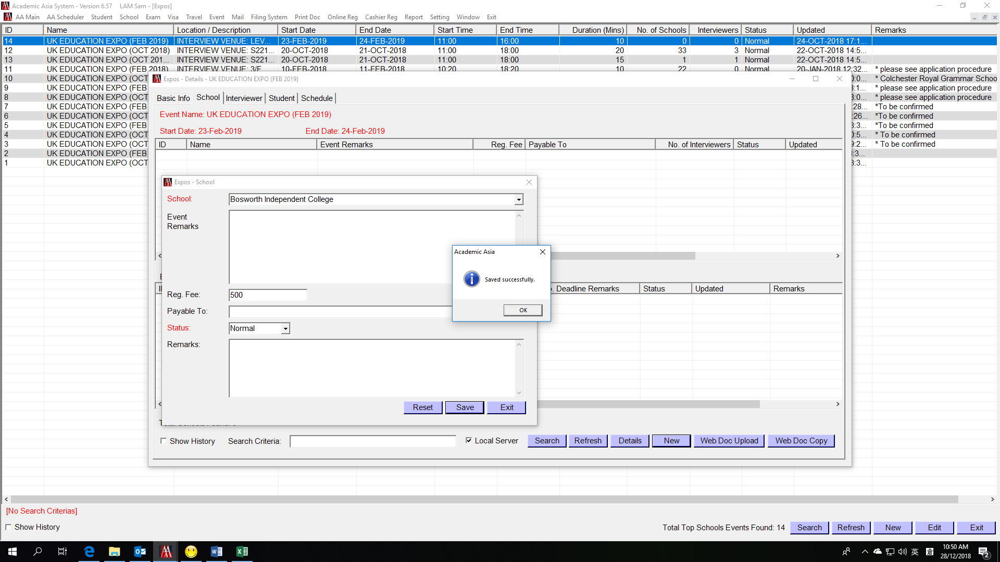 Academic Asia System - Version 6.57    LAM Sam - [Expos]
AA Main  AA Scheduler  Student  School  Exam  Visa  Travel  Event  Mail  Filing System  Print Doc  Online Reg  Cashier Reg  Report  Setting  Window  Exit
ID  Name  Location / Description  Start Date  End Date  Start Time  End Time  Duration (Mins)  No. of Schools  Interviewers  Status  Updated  Remarks
14  UK EDUCATION EXPO (FEB 2019)  INTERVIEW VENUE: LEV...  23-FEB-2019  24-FEB-2019  11:00  16:00  10  0  0  Normal  24-OCT-2018 17:1...
12  UK EDUCATION EXPO (OCT 2018)  INTERVIEW VENUE: S221...  20-OCT-2018  21-OCT-2018  11:00  18:00  20  33  3  Normal  22-OCT-2018 14:5...
13  UK EDUCATION EXPO (OCT 201...  INTERVIEW VENUE: S221...  20-OCT-2018  21-OCT-2018  11:00  18:00  15  1  1  Normal  22-OCT-2018 14:5...
11  UK EDUCATION EXPO (FEB 2018)  INTERVIEW VENUE: 3/F  10-FEB-2018  11-FEB-2018  10:20  18:20  10  22  0  Normal  20-JAN-2018 12:32...  * please see application procedure
10  UK EDUCATION EXPO (OCT  * Colchester Royal Grammar Schoo
9  UK EDUCATION EXPO (FEB  * please see application procedure
8  UK EDUCATION EXPO (OCT  * please see application procedure
7  UK EDUCATION EXPO (FEB  *To be confirmed
6  UK EDUCATION EXPO (OCT  *To be confirmed
5  UK EDUCATION EXPO (FEB  *To be confirmed
4  UK EDUCATION EXPO (OCT  * To be confirmed
3  UK EDUCATION EXPO (OCT  * To be confirmed
2  UK EDUCATION EXPO (FEB
1  UK EDUCATION EXPO (OCT
Expos - Details - UK EDUCATION EXPO (FEB 2019)
Basic Info  School  Interviewer  Student  Schedule
Event Name: UK EDUCATION EXPO (FEB 2019)
Start Date: 23-Feb-2019  End Date: 24-Feb-2019
ID  Name  Event Remarks  Reg. Fee  Payable To  No. of Interviewers  Status  Updated
Expos - School
School:  Bosworth Independent College
Event
Remarks
Reg. Fee:  500
Payable To:
Status:  Normal
Remarks:
Reset  Save  Exit
Academic Asia
Saved successfully.
OK
Deadline Remarks  Status  Updated  Remarks
Show History  Search Criteria:  Local Server  Search  Refresh  Details  New  Web Doc Upload  Web Doc Copy
[No Search Criterias]
Show History  Total Top Schools Events Found: 14  Search  Refresh  New  Edit  Exit
英  倉  10:50 AM
28/12/2018  2